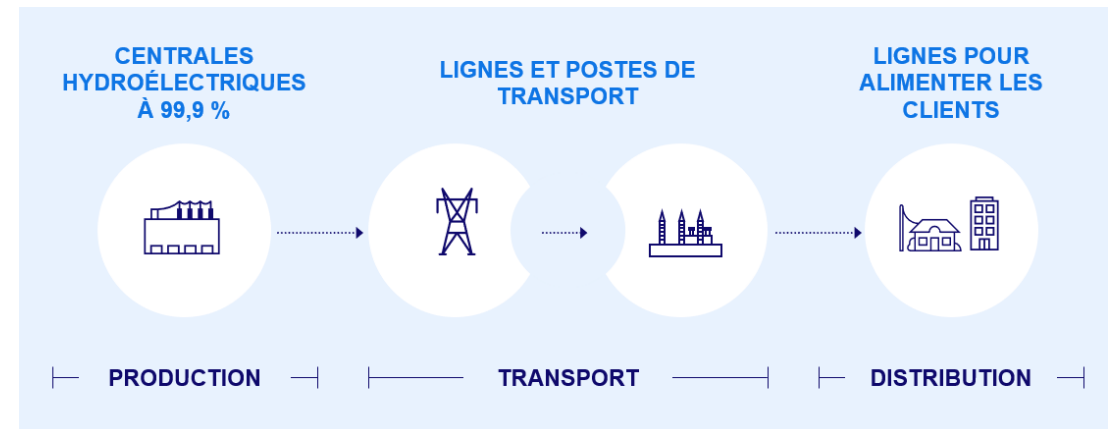 CENTRALES
HYDROÉLECTRIQUES
À 99,9 %
LIGNES ET POSTES DE
TRANSPORT
LIGNES POUR
ALIMENTER LES
CLIENTS
PRODUCTION
TRANSPORT
DISTRIBUTION